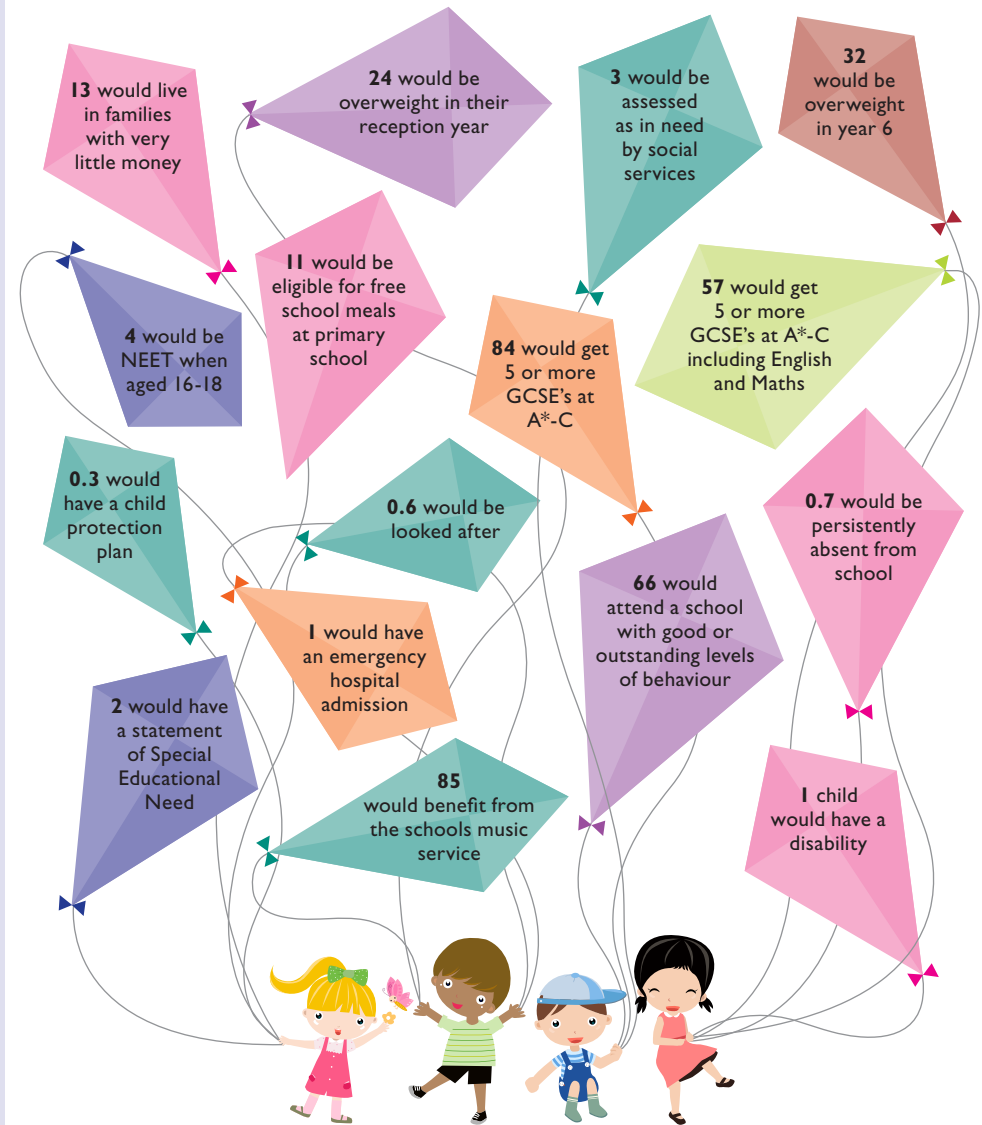 13 would live
in families
with very
little money
24 would be
overweight in their
reception year
3 would be
assessed
as in need
by social
services
32
would be
overweight
in year 6
11 would be
eligible for free
school meals
at primary
school
4 would be
NEET when
aged 16-18
84 would get
5 or more
GCSE's at
A*-C
57 would get
5 or more
GCSE's at A*-C
including English
and Maths
0.3 would
have a child
protection
plan
0.6 would be
looked after
0.7 would be
persistently
absent from
school
66 would
attend a school
with good or
outstanding levels
of behaviour
1 would have
an emergency
hospital
admission
2 would have
a statement
of Special
Educational
Need
85
would benefit from
the schools music
service
1 child
would have a
disability